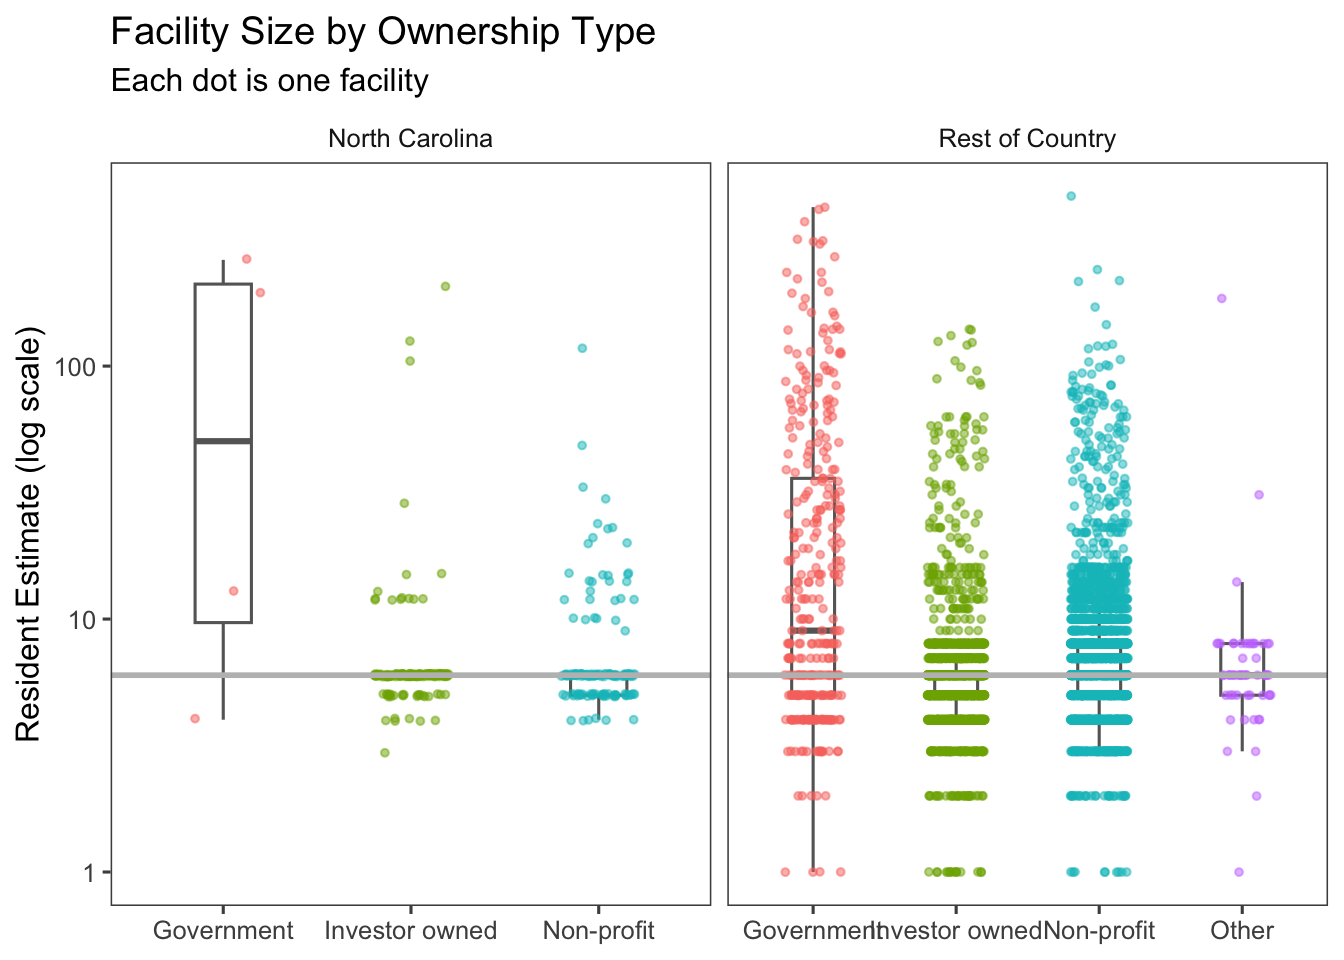 Facility Size by Ownership Type
Each dot is one facility
North Carolina
Rest of Country
Resident Estimate (log scale)
100
10
1
Government Investor owned Non-profit
Government Investor owned Non-profit Other